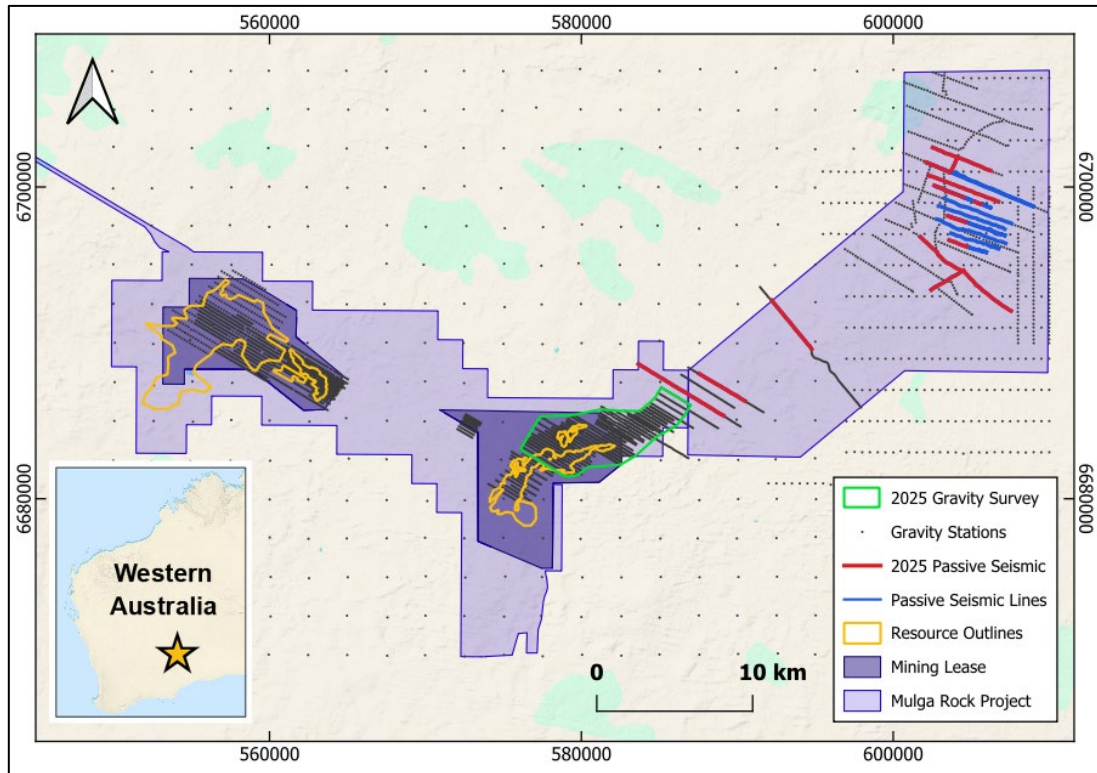 560000
580000
600000
6700000
6700000
6680000
6680000
Western
Australia
0
10 km
2025 Gravity Survey
Gravity Stations
2025 Passive Seismic
Passive Seismic Lines
Resource Outlines
Mining Lease
Mulga Rock Project
560000
580000
600000